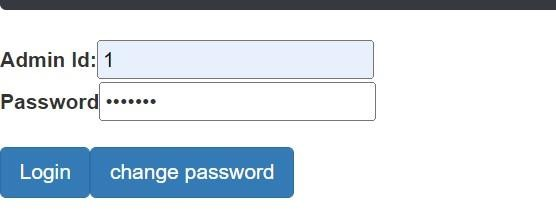 Admin Id: 1
Password •••••••
Login change password